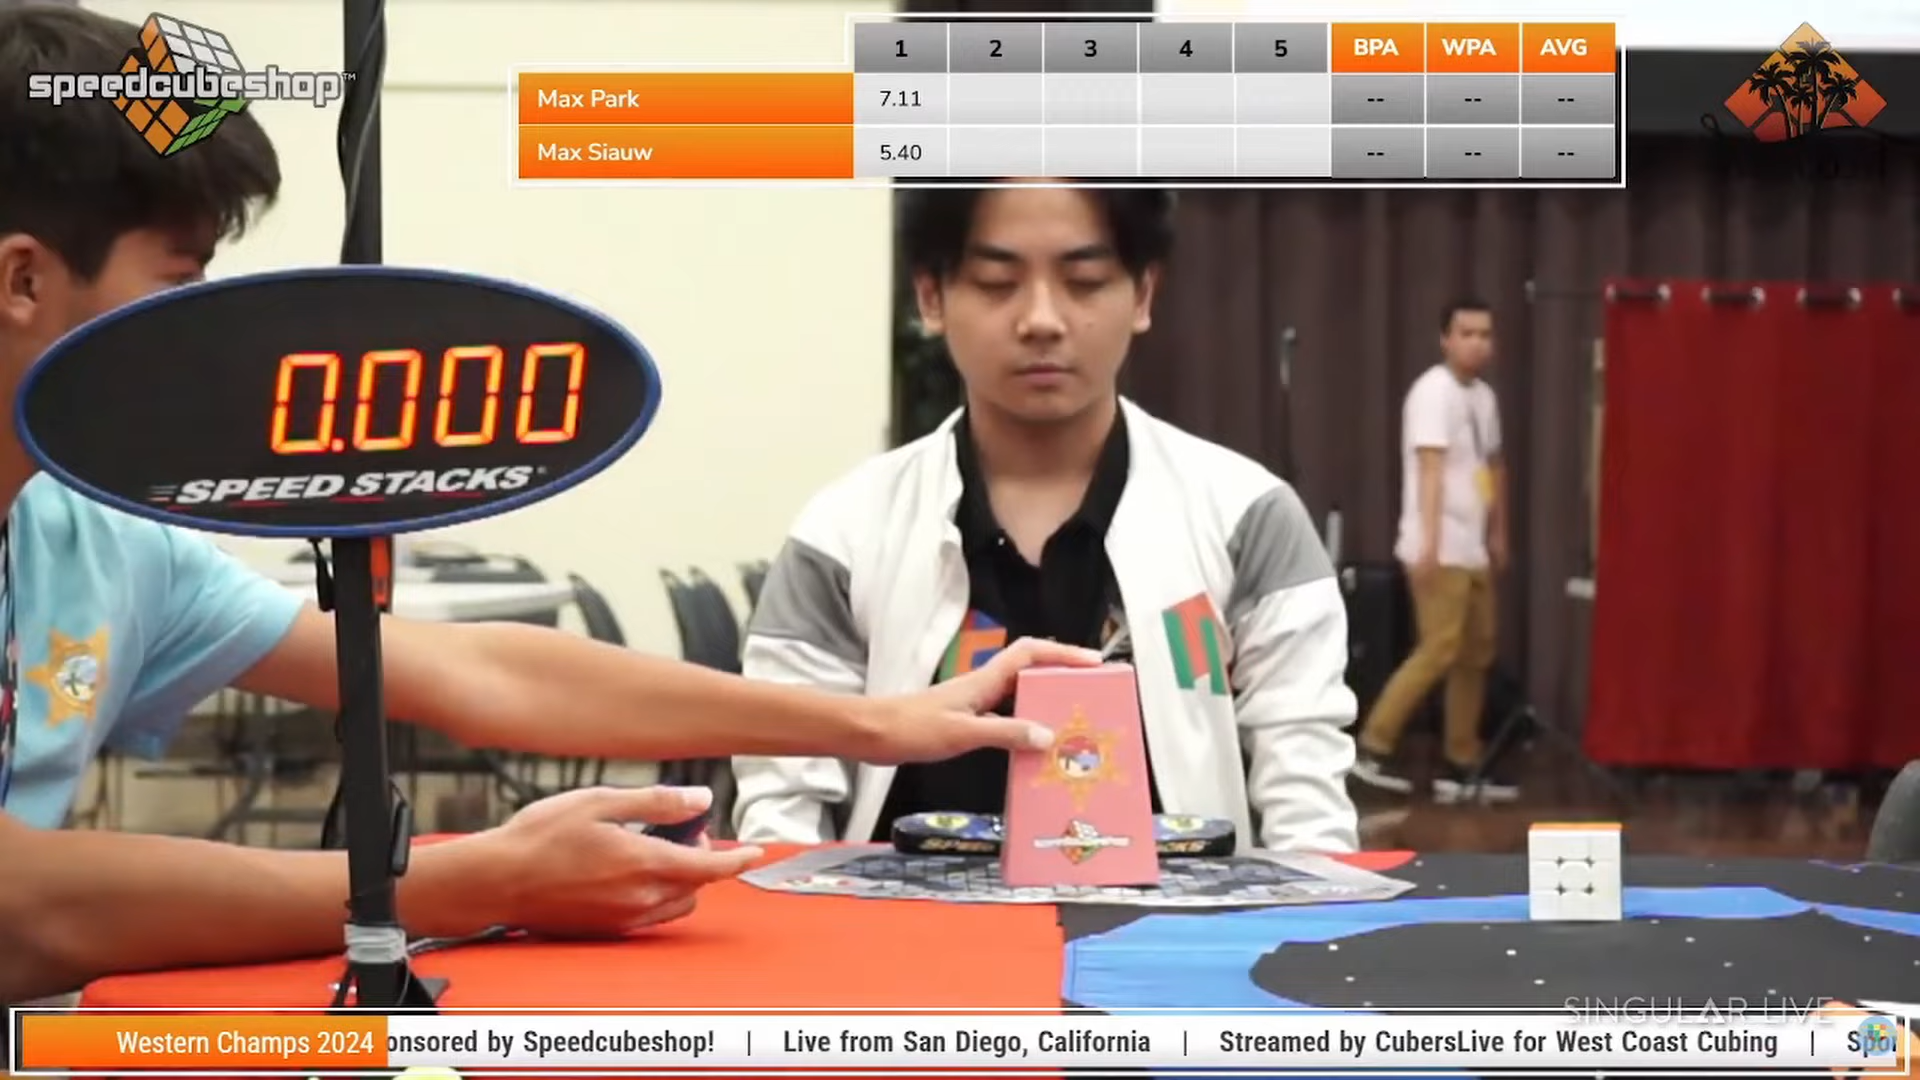 speedcubeshop™
1 2 3 4 5 BPA WPA AVG
Max Park 7.11 -- -- --
Max Siauw 5.40 -- -- --
0.000
SPEED STACKS
Western Champs 2024 onsored by Speedcubeshop! | Live from San Diego, California | Streamed by CubersLive for West Coast Cubing | Spon
SINGULAR.LIVE